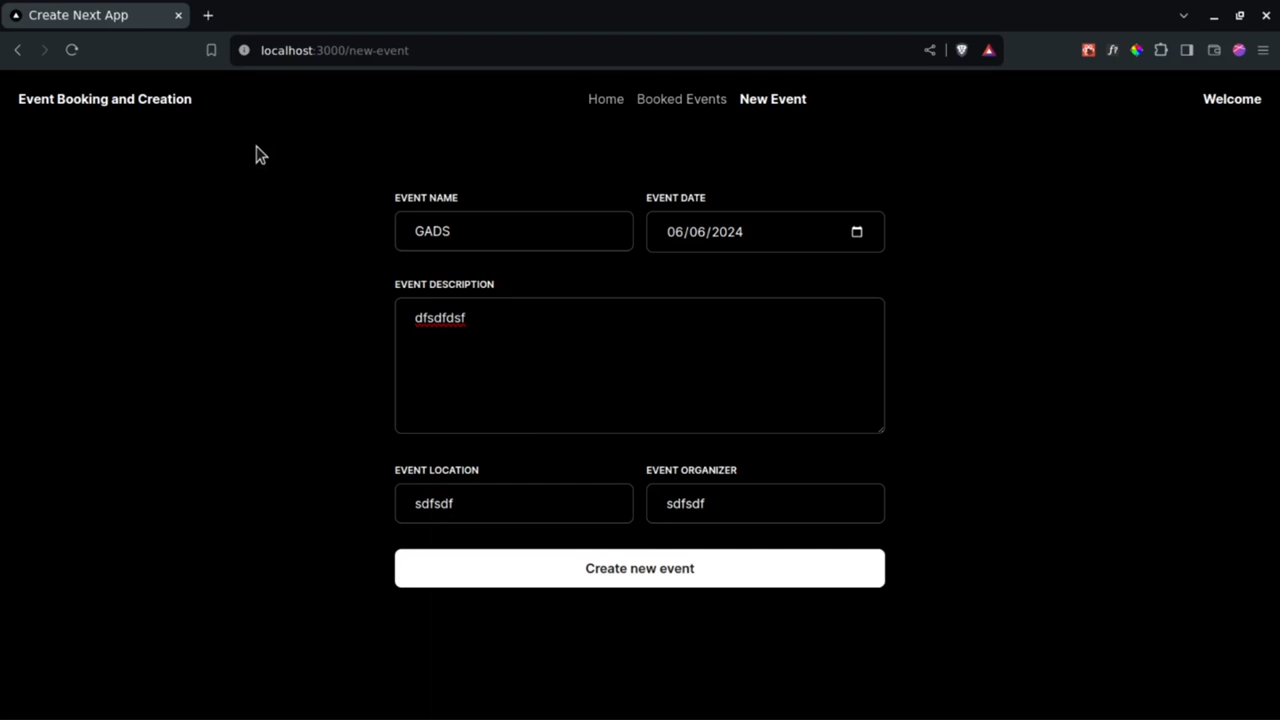 Create Next App
localhost:3000/new-event
Event Booking and Creation
Home Booked Events New Event
Welcome
EVENT NAME
EVENT DATE
GADS
06/06/2024
EVENT DESCRIPTION
dfsdfdsf
EVENT LOCATION
EVENT ORGANIZER
sdfsdf
sdfsdf
Create new event